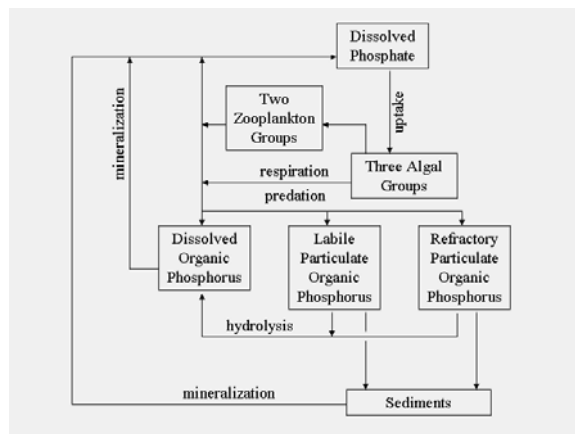 Dissolved
Phosphate
mineralization
Two
Zooplankton
Groups
uptake
respiration
Three Algal
Groups
predation
Dissolved
Organic
Phosphorus
Labile
Particulate
Organic
Phosphorus
Refractory
Particulate
Organic
Phosphorus
hydrolysis
mineralization
Sediments